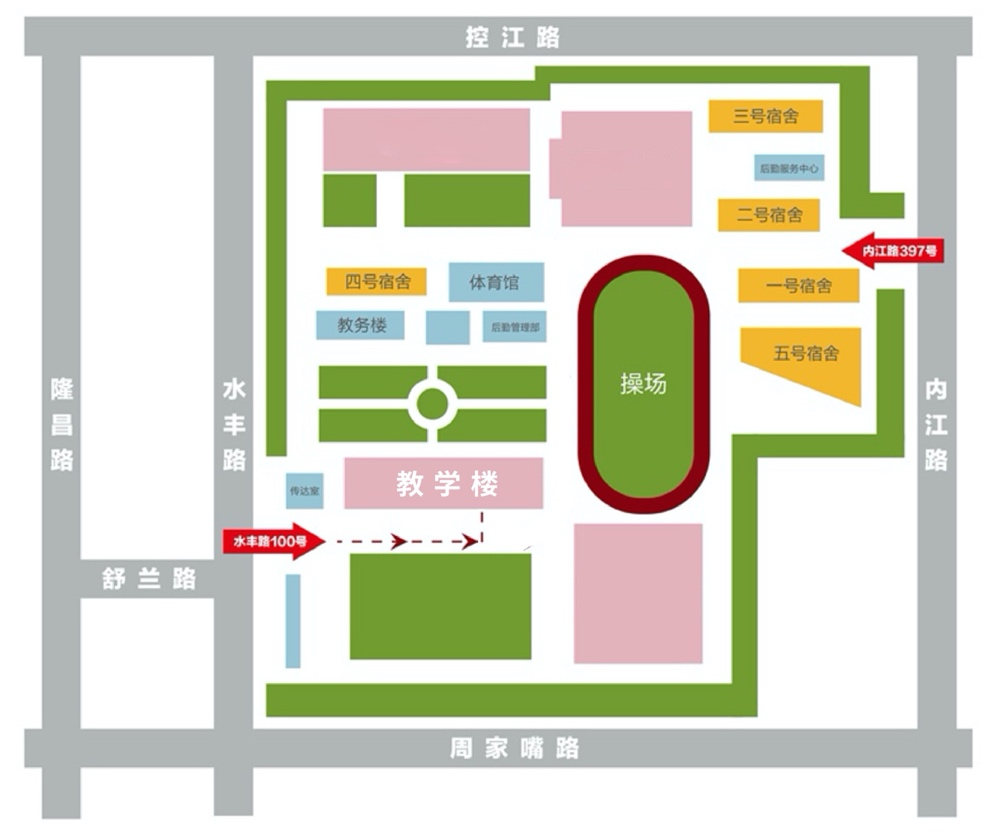 控江路
三号宿舍
后勤服务中心
二号宿舍
内江路397号
四号宿舍
体育馆
一号宿舍
教务楼
后勤管理部
五号宿舍
操场
隆昌路
水丰路
内江路
教学楼
传达室
水丰路100号
舒兰路
周家嘴路